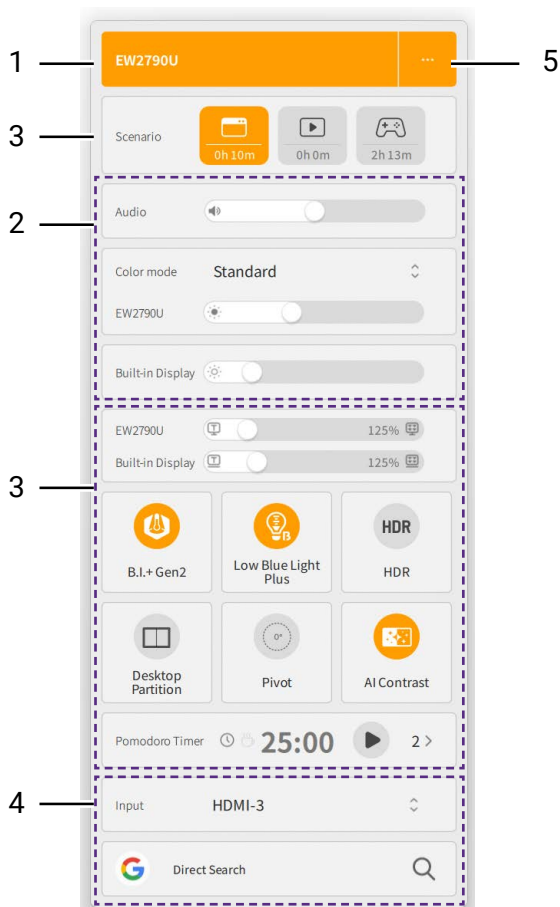 1
EW2790U
...
5
3
Scenario
0h 10m
0h 0m
2h 13m
2
Audio
Color mode
Standard
EW2790U
Built-in Display
3
EW2790U
T
125%
Built-in Display
T
125%
B.I.+ Gen2
B
Low Blue Light
Plus
HDR
HDR
Desktop
Partition
0°
Pivot
AI Contrast
Pomodoro Timer
25:00
2 >
4
Input
HDMI-3
G
Direct Search